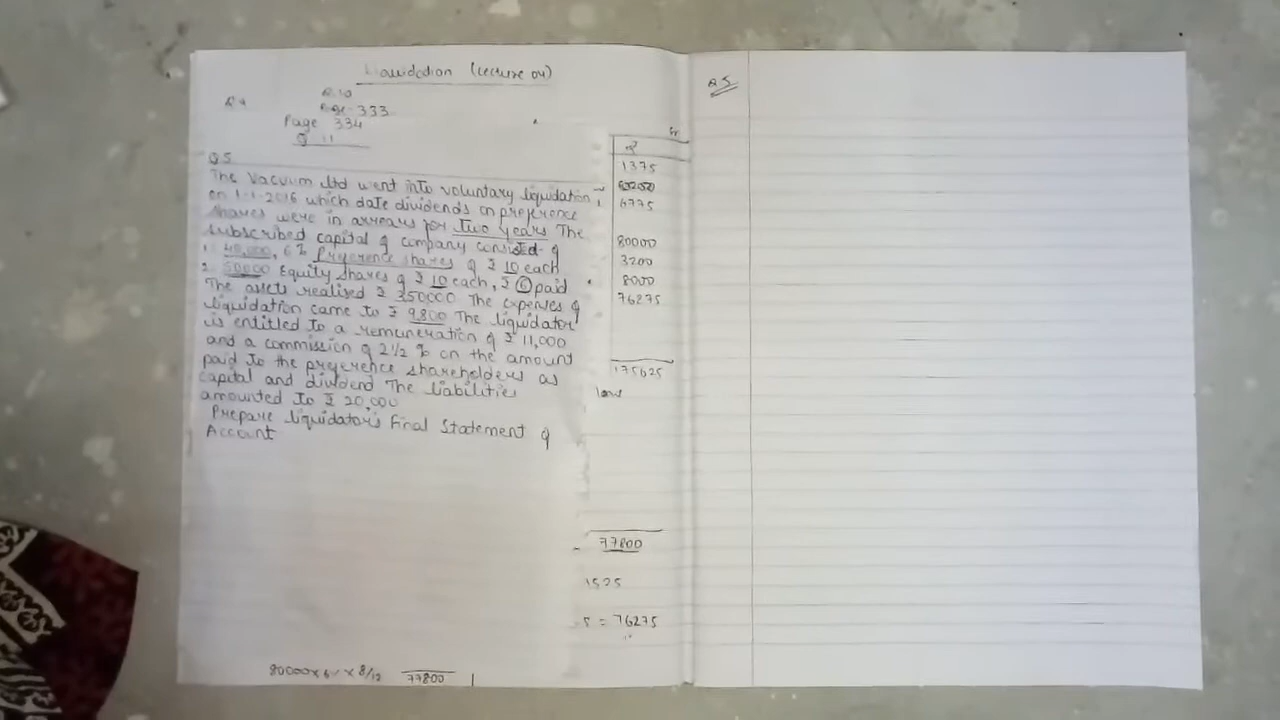 Liquidation (Lecture 04)
Q 4
Q.10
Page 333
Page 334
Q 11
Q 5
The Vacuum Ltd went into voluntary liquidation
on 1-1-2016 which date dividends on preference
shares were in arrears for two years The
subscribed capital of company consisted of
1. 40,000, 6% Preference shares of ₹ 10 each
2. 50000 Equity shares of ₹ 10 each, ₹ 6 paid
The assets realised ₹ 350000 The expenses of
liquidation came to ₹ 9800 The liquidator
is entitled to a remuneration of ₹ 11,000
and a commission of 2 1/2 % on the amount
paid to the preference shareholders as
capital and dividend The liabilities
amounted to ₹ 20,000
Prepare liquidator's Final Statement of
Account
80000 x 6% x 8/12
77800
₹
1375
6775
80000
3200
8000
76275
175625
77800
1525
= 76275
Q 5